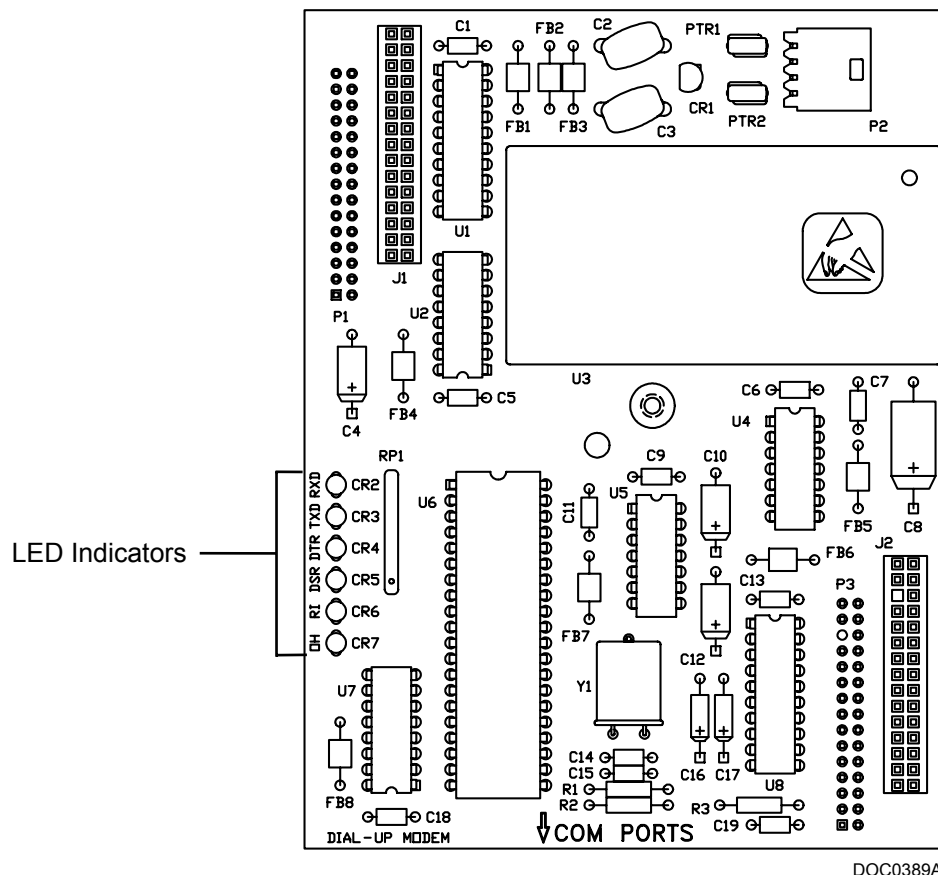 C1
FB2
C2
PTR1
FB1
FB3
C3
CR1
PTR2
P2
U1
J1
P1
U2
U3
C4
FB4
C5
C6
C7
U4
RP1
C9
C10
U6
C11
U5
FB5
C8
RXD CR2
TXD CR3
DTR CR4
DSR CR5
RI CR6
OH CR7
LED Indicators
FB6
J2
C13
P3
FB7
C12
U7
Y1
C14
C15
C16
C17
FB8
R1
R2
R3
U8
C18
C19
DIAL-UP MODEM
COM PORTS
DOC0389A